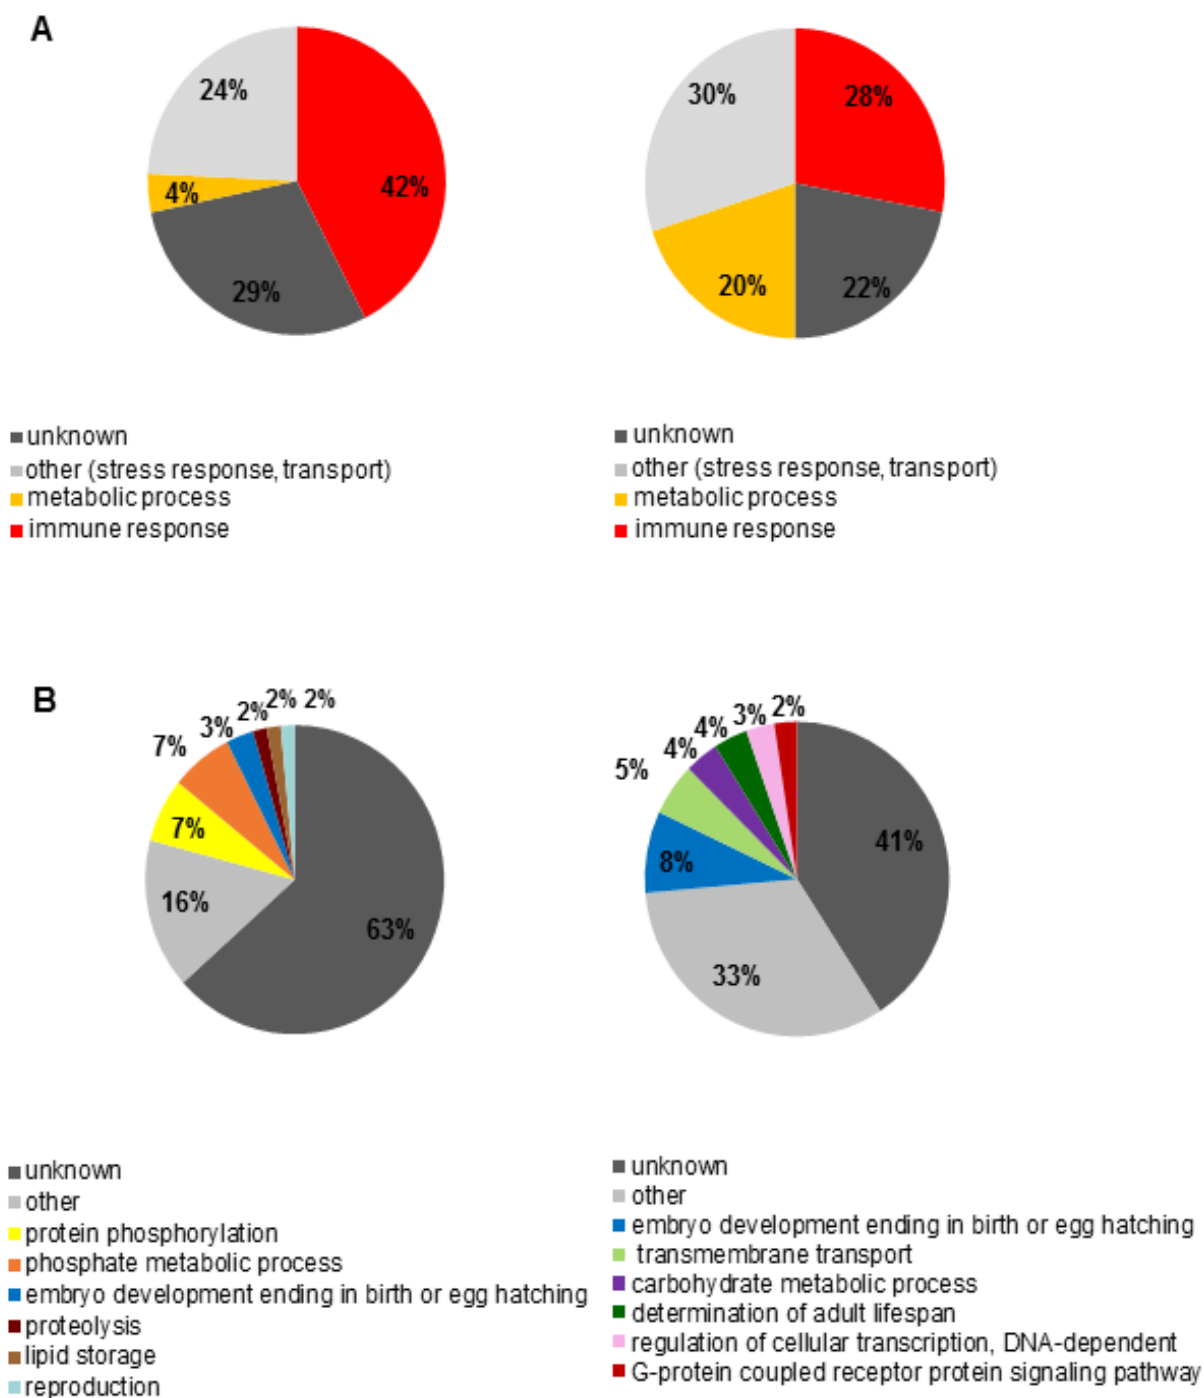 A
24%
42%
4%
29%
30%
28%
20%
22%
unknown
other (stress response, transport)
metabolic process
immune response
unknown
other (stress response, transport)
metabolic process
immune response
B
2%
2%
2%
3%
7%
7%
16%
63%
2%
3%
4%
4%
5%
8%
41%
33%
unknown
other
protein phosphorylation
phosphate metabolic process
embryo development ending in birth or egg hatching
proteolysis
lipid storage
reproduction
unknown
other
embryo development ending in birth or egg hatching
transmembrane transport
carbohydrate metabolic process
determination of adult lifespan
regulation of cellular transcription, DNA-dependent
G-protein coupled receptor protein signaling pathway